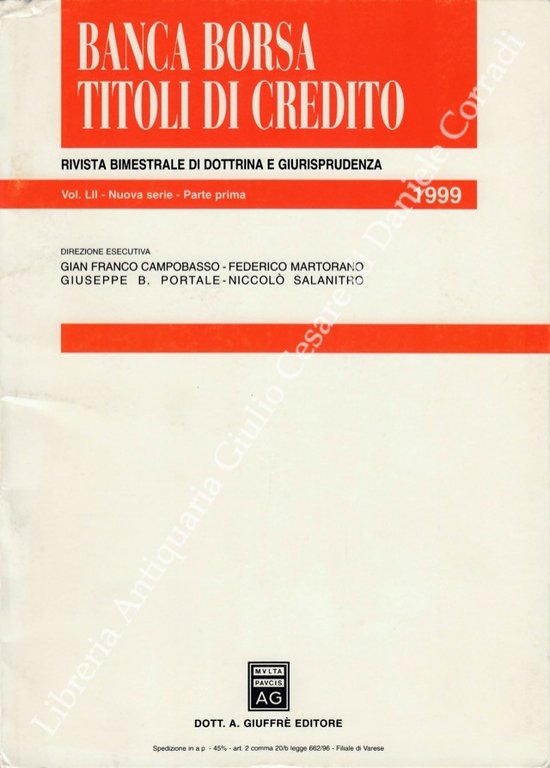 BANCA BORSA
TITOLI DI CREDITO
RIVISTA BIMESTRALE DI DOTTRINA E GIURISPRUDENZA
Vol. LII - Nuova serie - Parte prima 1999
DIREZIONE ESECUTIVA
GIAN FRANCO CAMPOBASSO - FEDERICO MARTORANO
GIUSEPPE B. PORTALE - NICCOLÒ SALANITRO
MVLTA
PAVCIS
AG
DOTT. A. GIUFFRÈ EDITORE
Spedizione in a p - 45% - art. 2 comma 20/b legge 662/96 - Filiale di Varese
Libreria Antiquaria Giulio Cesare di Daniele Corradi